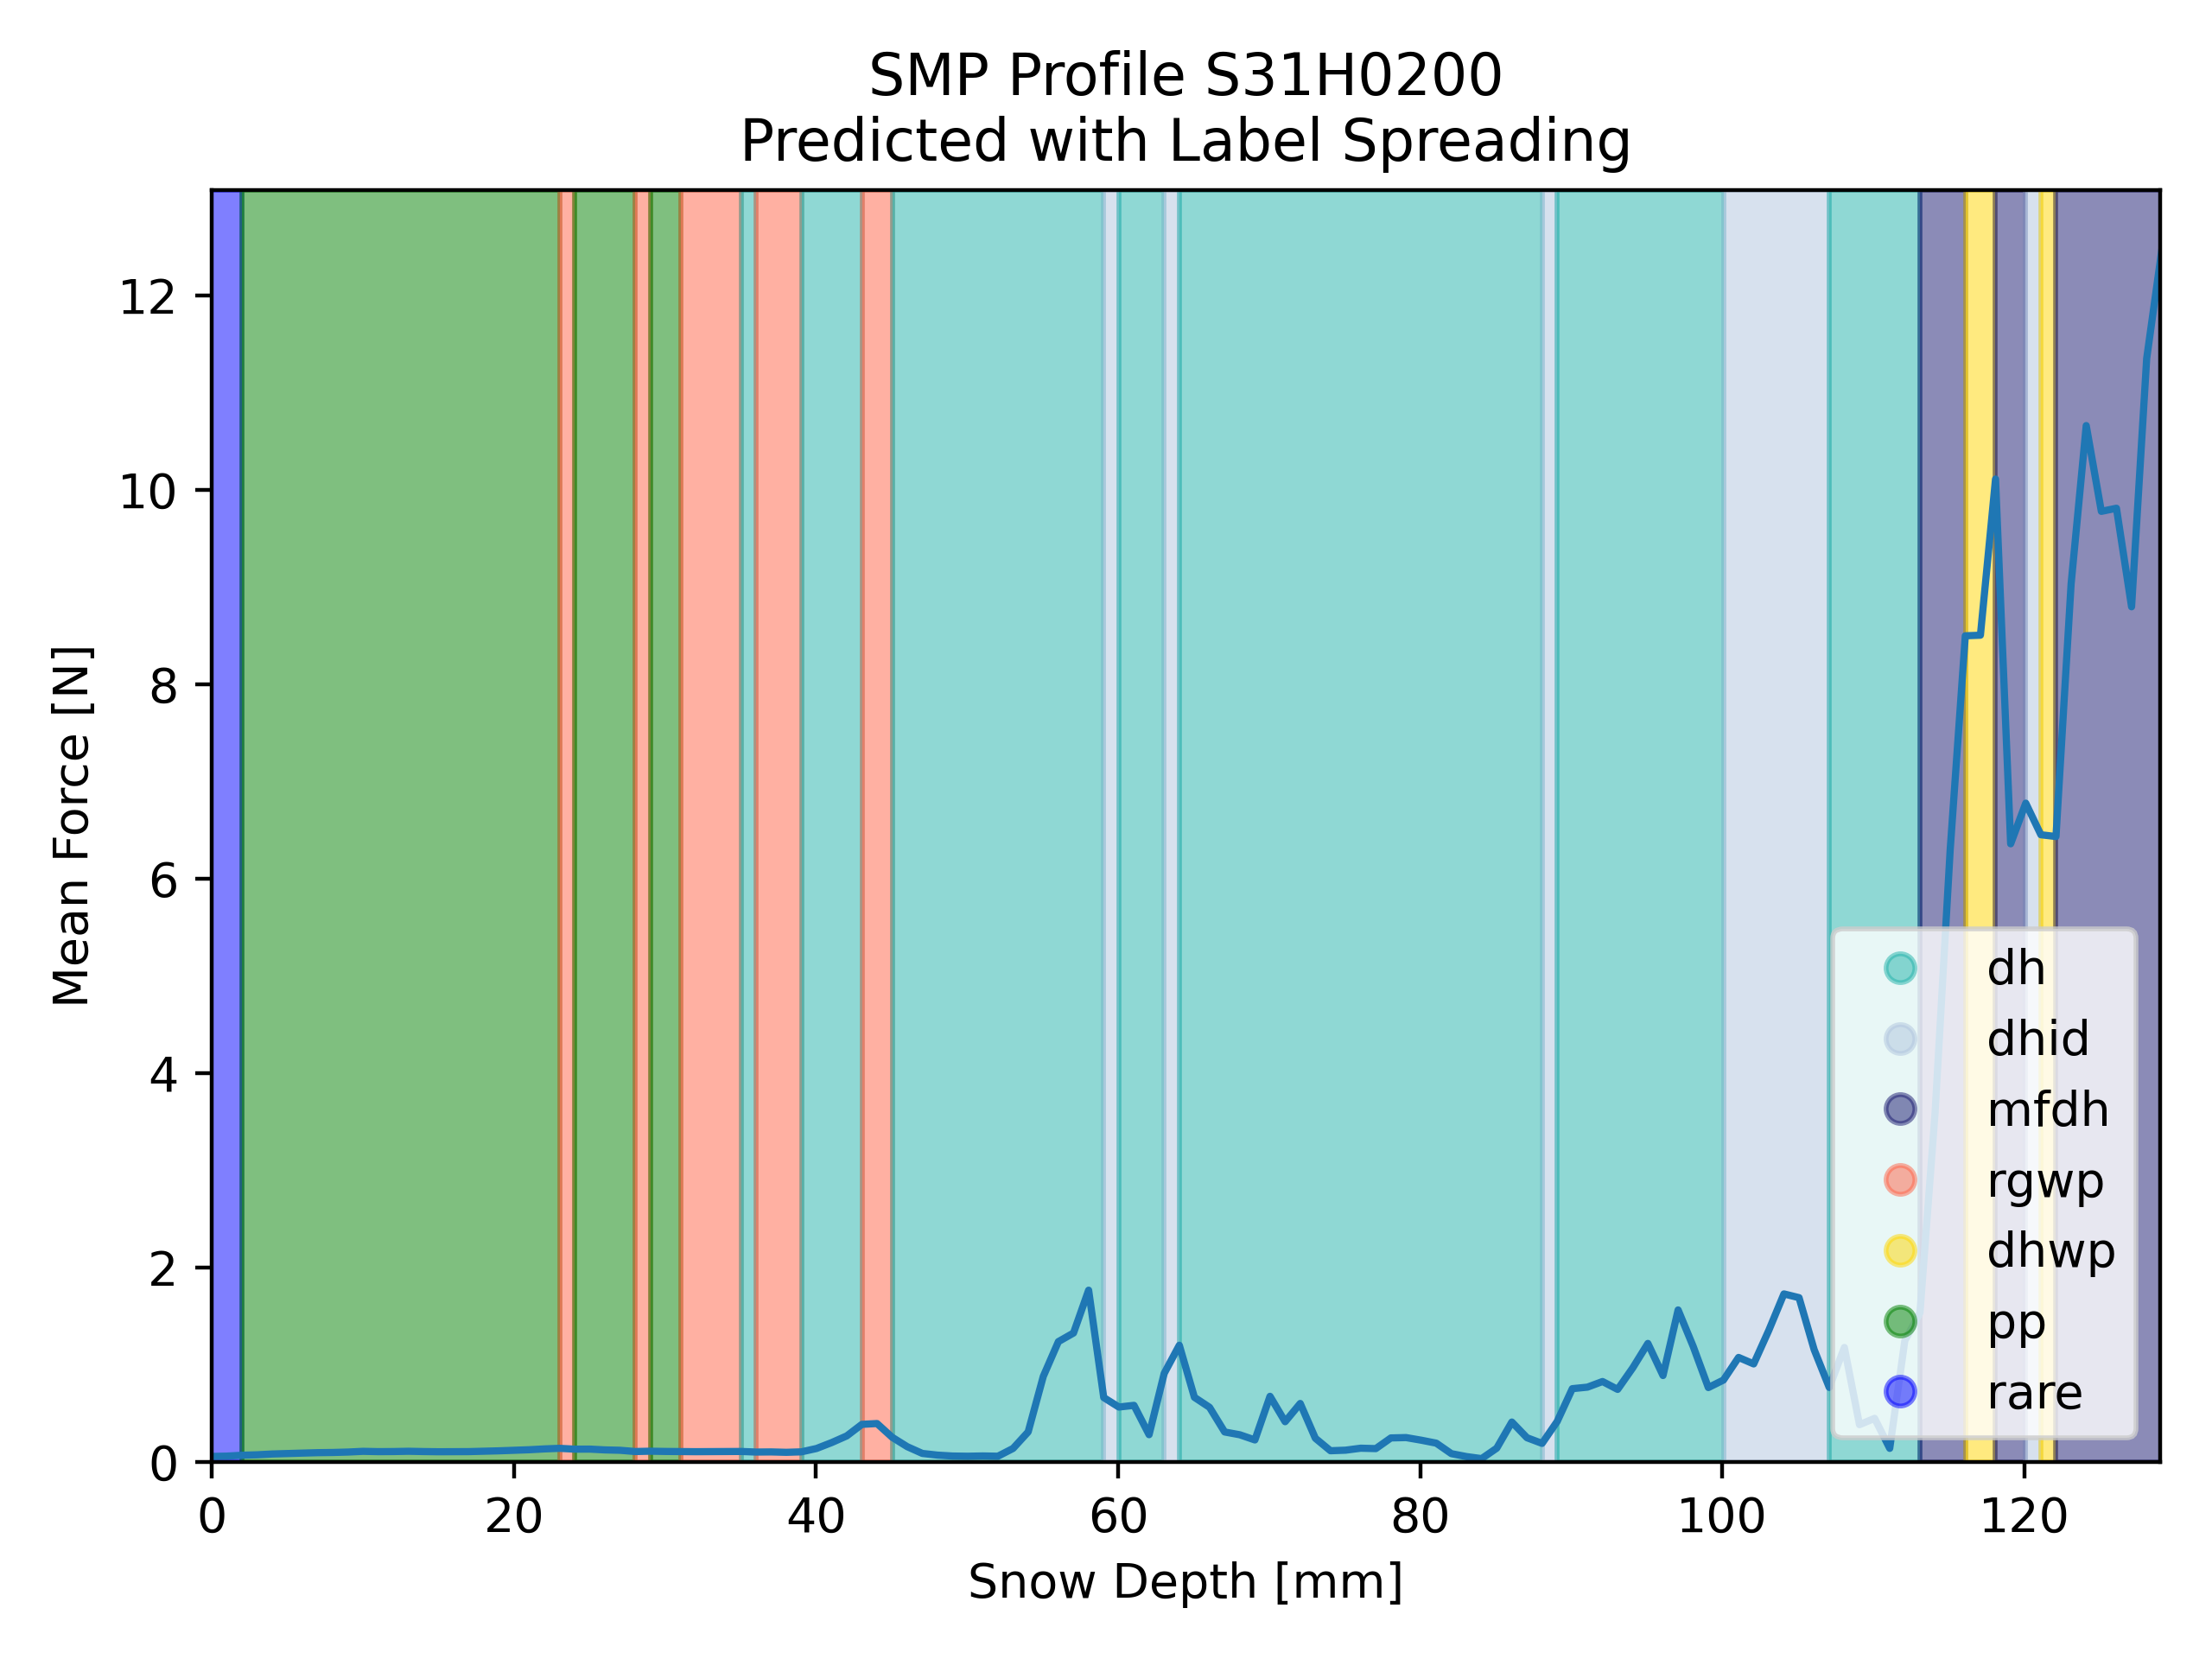 SMP Profile S31H0200
Predicted with Label Spreading
Mean Force [N]
12
10
8
6
4
2
0
0 20 40 60 80 100 120
Snow Depth [mm]
dh
dhid
mfdh
rgwp
dhwp
pp
rare